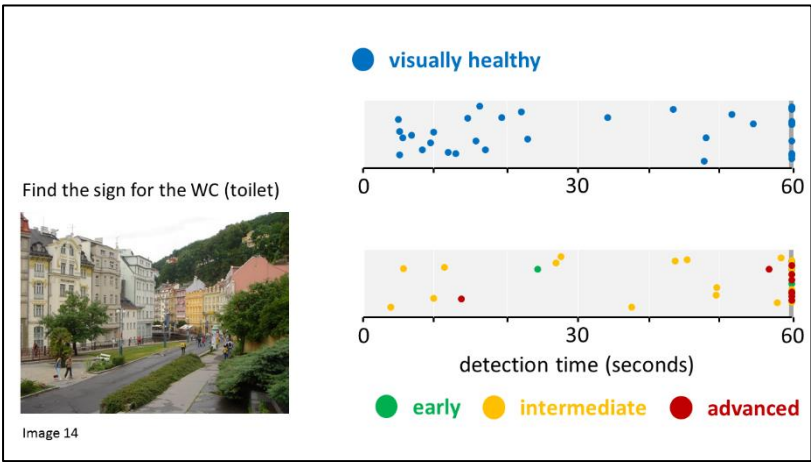 visually healthy
0 30 60
Find the sign for the WC (toilet)
0 30 60
detection time (seconds)
early intermediate advanced
Image 14